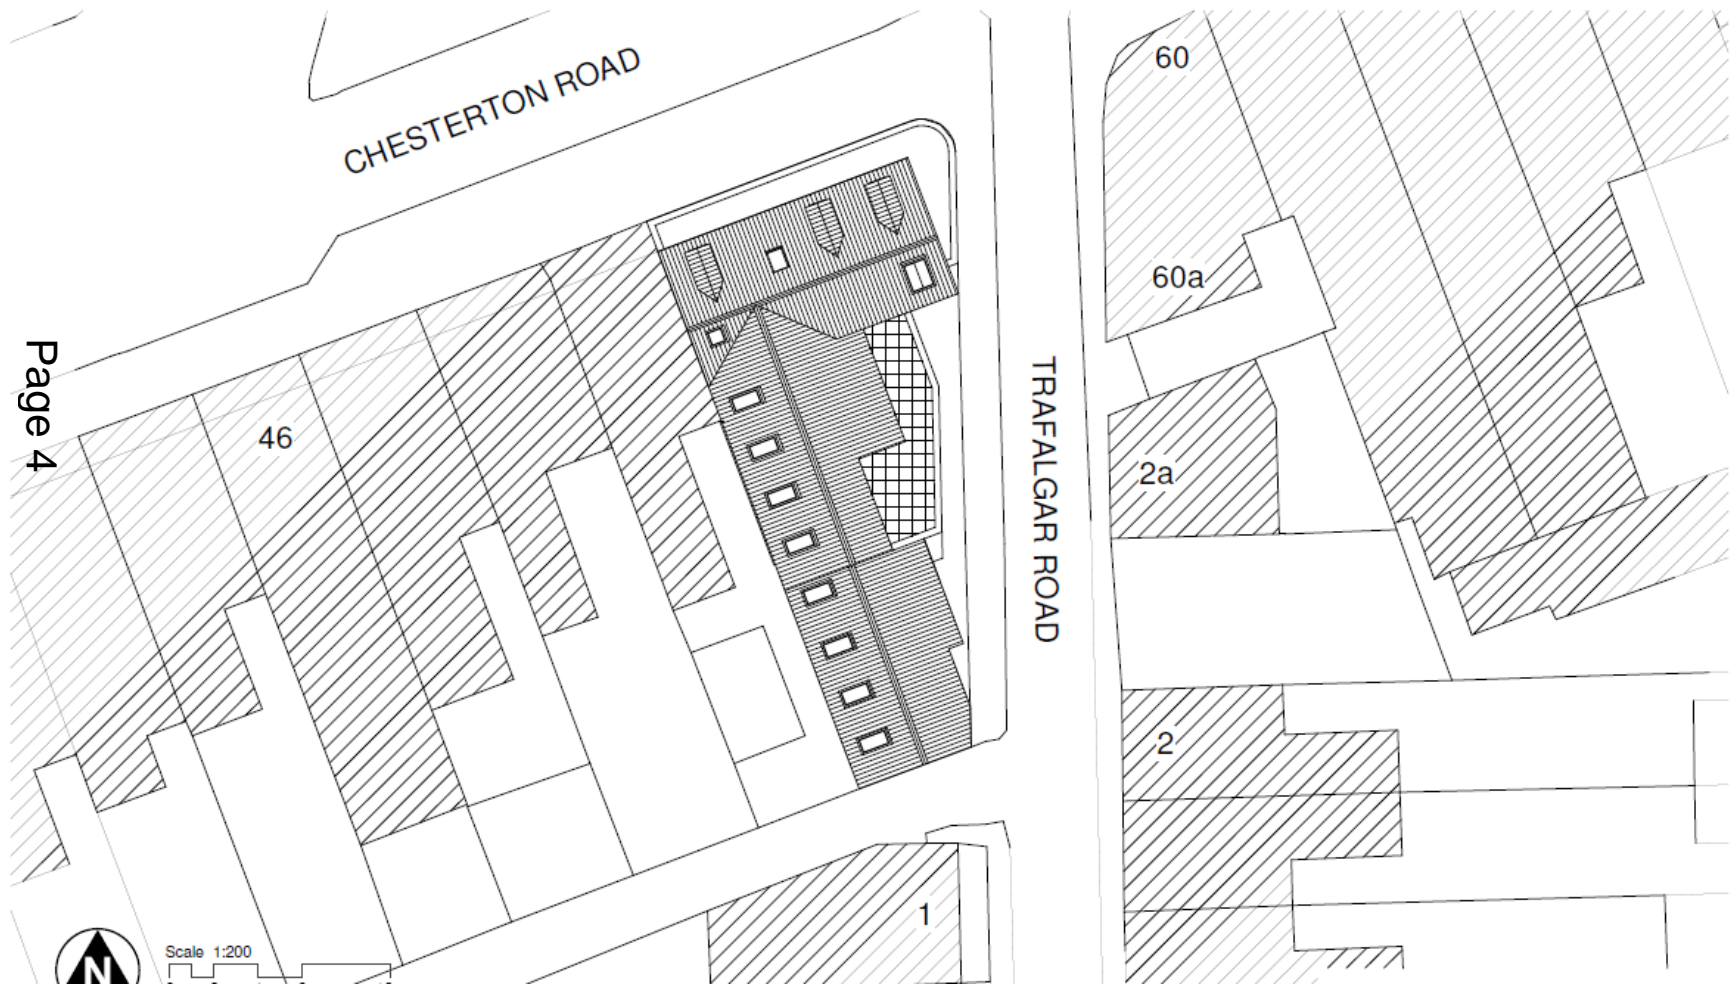 CHESTERTON ROAD
60
60a
Page 4
46
TRAFALGAR ROAD
2a
2
1
N
Scale 1:200